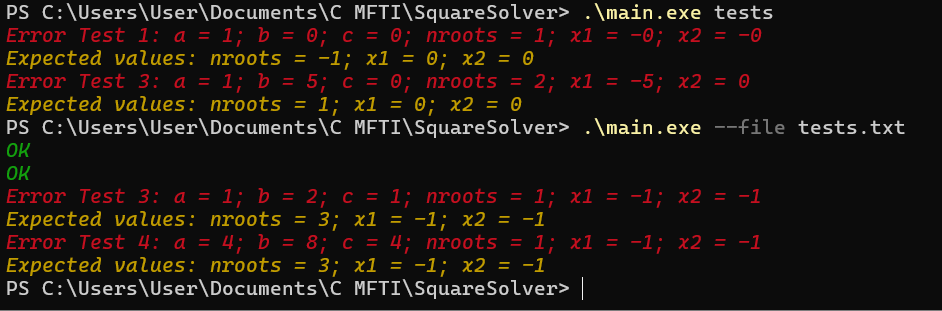 PS C:\Users\User\Documents\C MFTI\SquareSolver> .\main.exe tests
Error Test 1: a = 1; b = 0; c = 0; nroots = 1; x1 = -0; x2 = -0
Expected values: nroots = -1; x1 = 0; x2 = 0
Error Test 3: a = 1; b = 5; c = 0; nroots = 2; x1 = -5; x2 = 0
Expected values: nroots = 1; x1 = 0; x2 = 0
PS C:\Users\User\Documents\C MFTI\SquareSolver> .\main.exe --file tests.txt
OK
OK
Error Test 3: a = 1; b = 2; c = 1; nroots = 1; x1 = -1; x2 = -1
Expected values: nroots = 3; x1 = -1; x2 = -1
Error Test 4: a = 4; b = 8; c = 4; nroots = 1; x1 = -1; x2 = -1
Expected values: nroots = 3; x1 = -1; x2 = -1
PS C:\Users\User\Documents\C MFTI\SquareSolver>